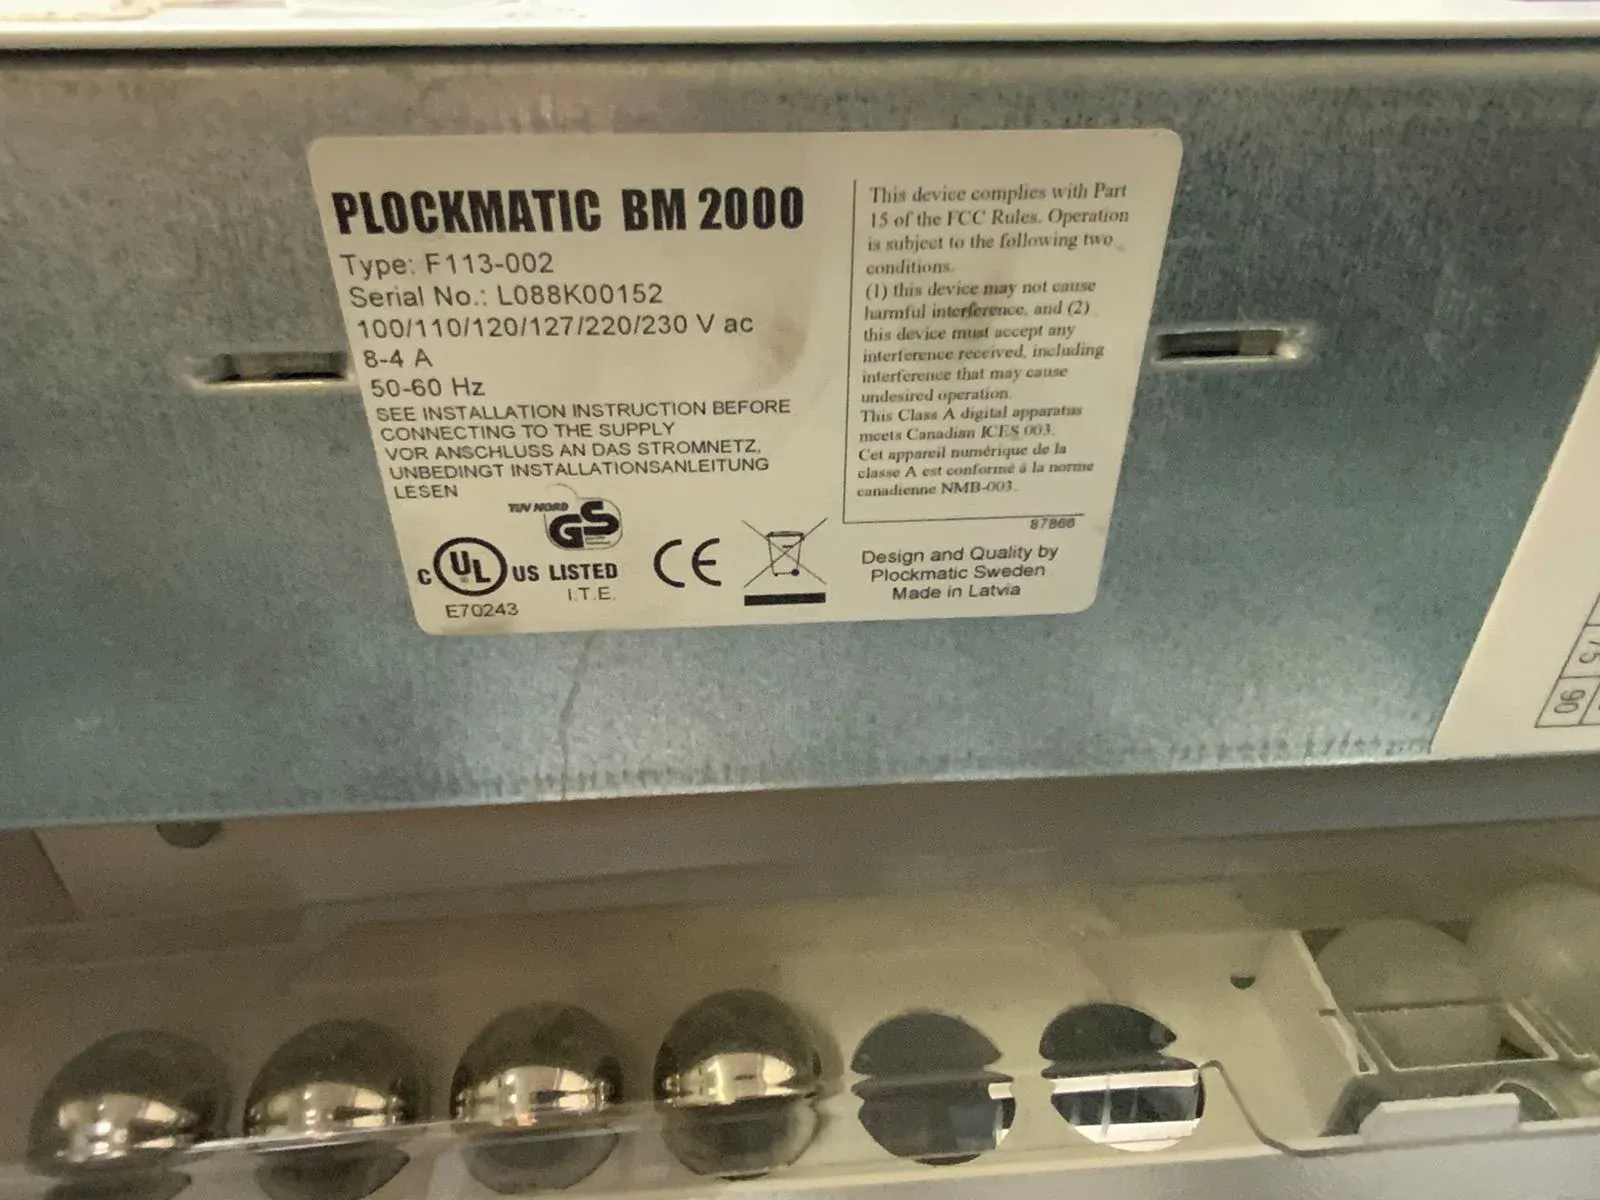 PLOCKMATIC BM 2000
Type: F113-002
Serial No.: L088K00152
100/110/120/127/220/230 V ac
8-4 A
50-60 Hz
SEE INSTALLATION INSTRUCTION BEFORE
CONNECTING TO THE SUPPLY
VOR ANSCHLUSS AN DAS STROMNETZ,
UNBEDINGT INSTALLATIONSANLEITUNG
LESEN
TUV NORD
GS
C UL US LISTED
I.T.E.
E70243
CE
This device complies with Part
15 of the FCC Rules. Operation
is subject to the following two
conditions.
(1) this device may not cause
harmful interference, and (2)
this device must accept any
interference received, including
interference that may cause
undesired operation.
This Class A digital apparatus
meets Canadian ICES 003.
Cet appareil numérique de la
classe A est conformé à la norme
canadienne NMB-003.
87866
Design and Quality by
Plockmatic Sweden
Made in Latvia
75
90